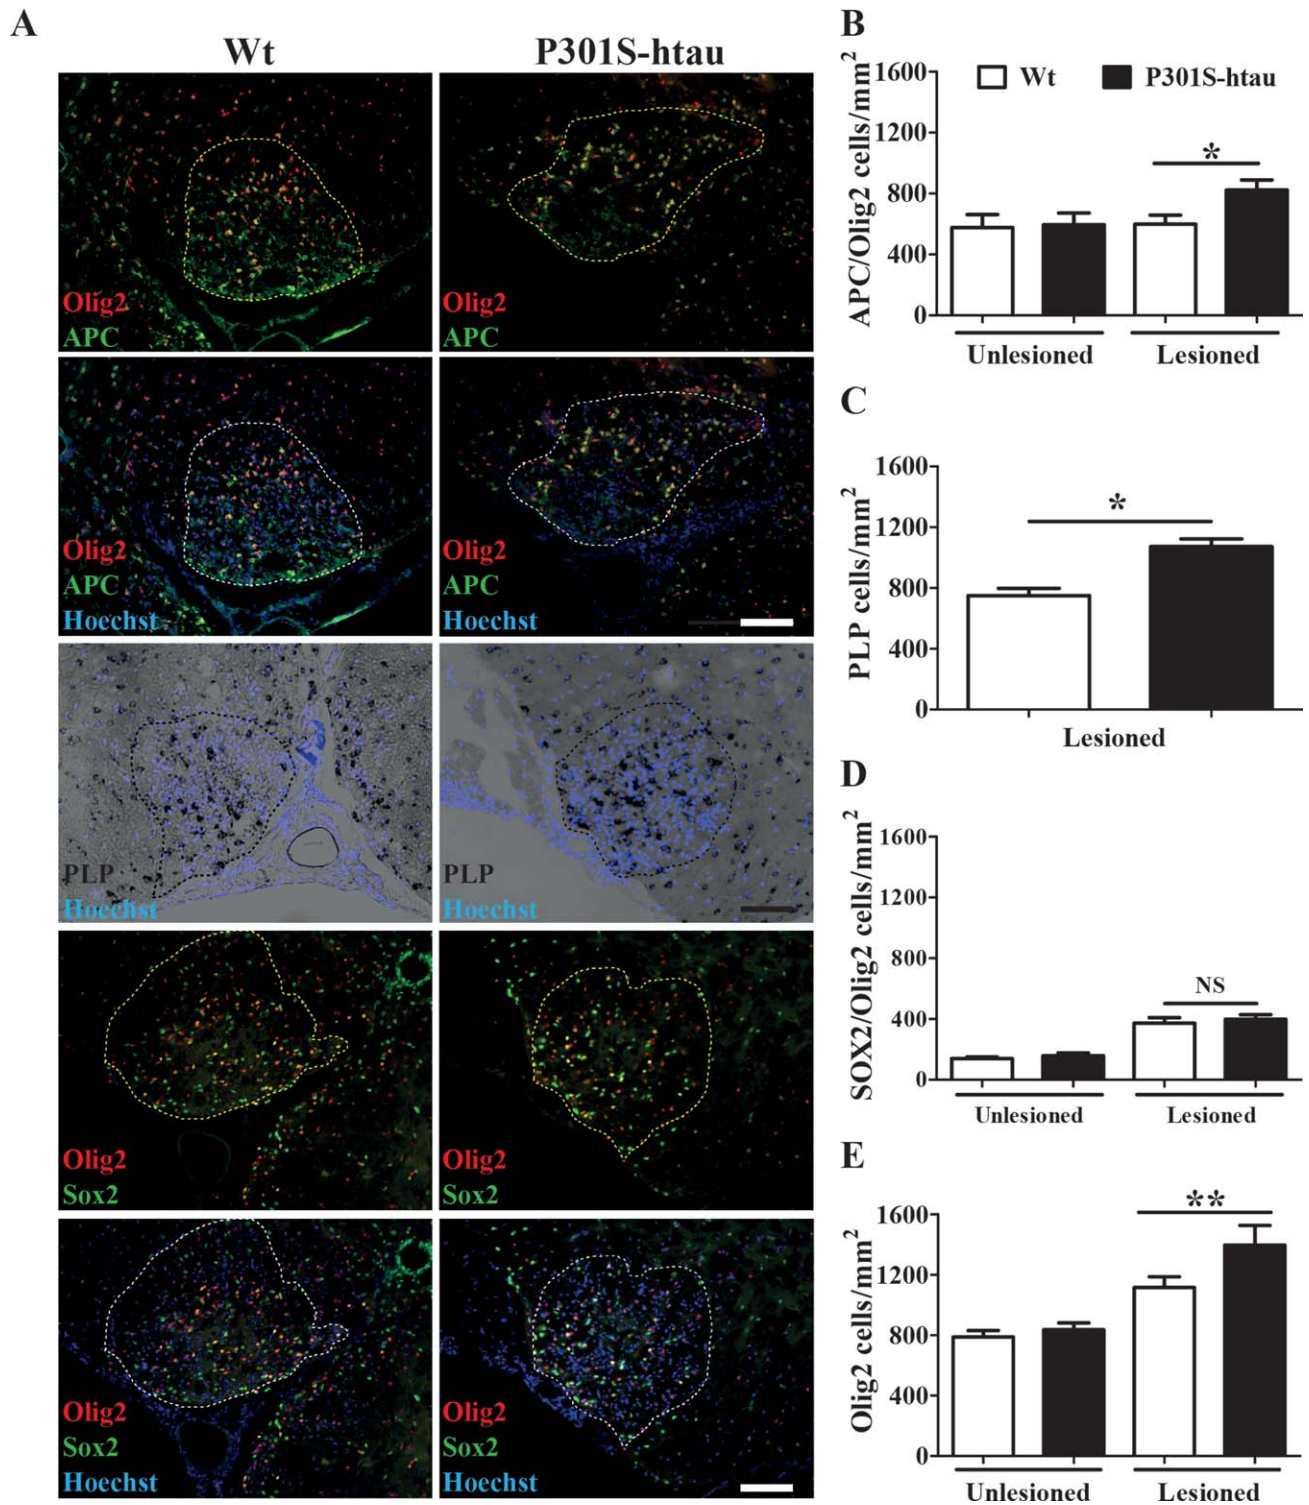 A
Wt
P301S-htau
Olig2
APC
Olig2
APC
Olig2
APC
Hoechst
Olig2
APC
Hoechst
PLP
Hoechst
PLP
Hoechst
Olig2
Sox2
Olig2
Sox2
Olig2
Sox2
Hoechst
Olig2
Sox2
Hoechst
B
APC/Olig2 cells/mm²
1600
1200
800
400
0
Wt
P301S-htau
*
Unlesioned
Lesioned
C
PLP cells/mm²
1600
1200
800
400
0
*
Lesioned
D
SOX2/Olig2 cells/mm²
1600
1200
800
400
0
NS
Unlesioned
Lesioned
E
Olig2 cells/mm²
1600
1200
800
400
0
**
Unlesioned
Lesioned